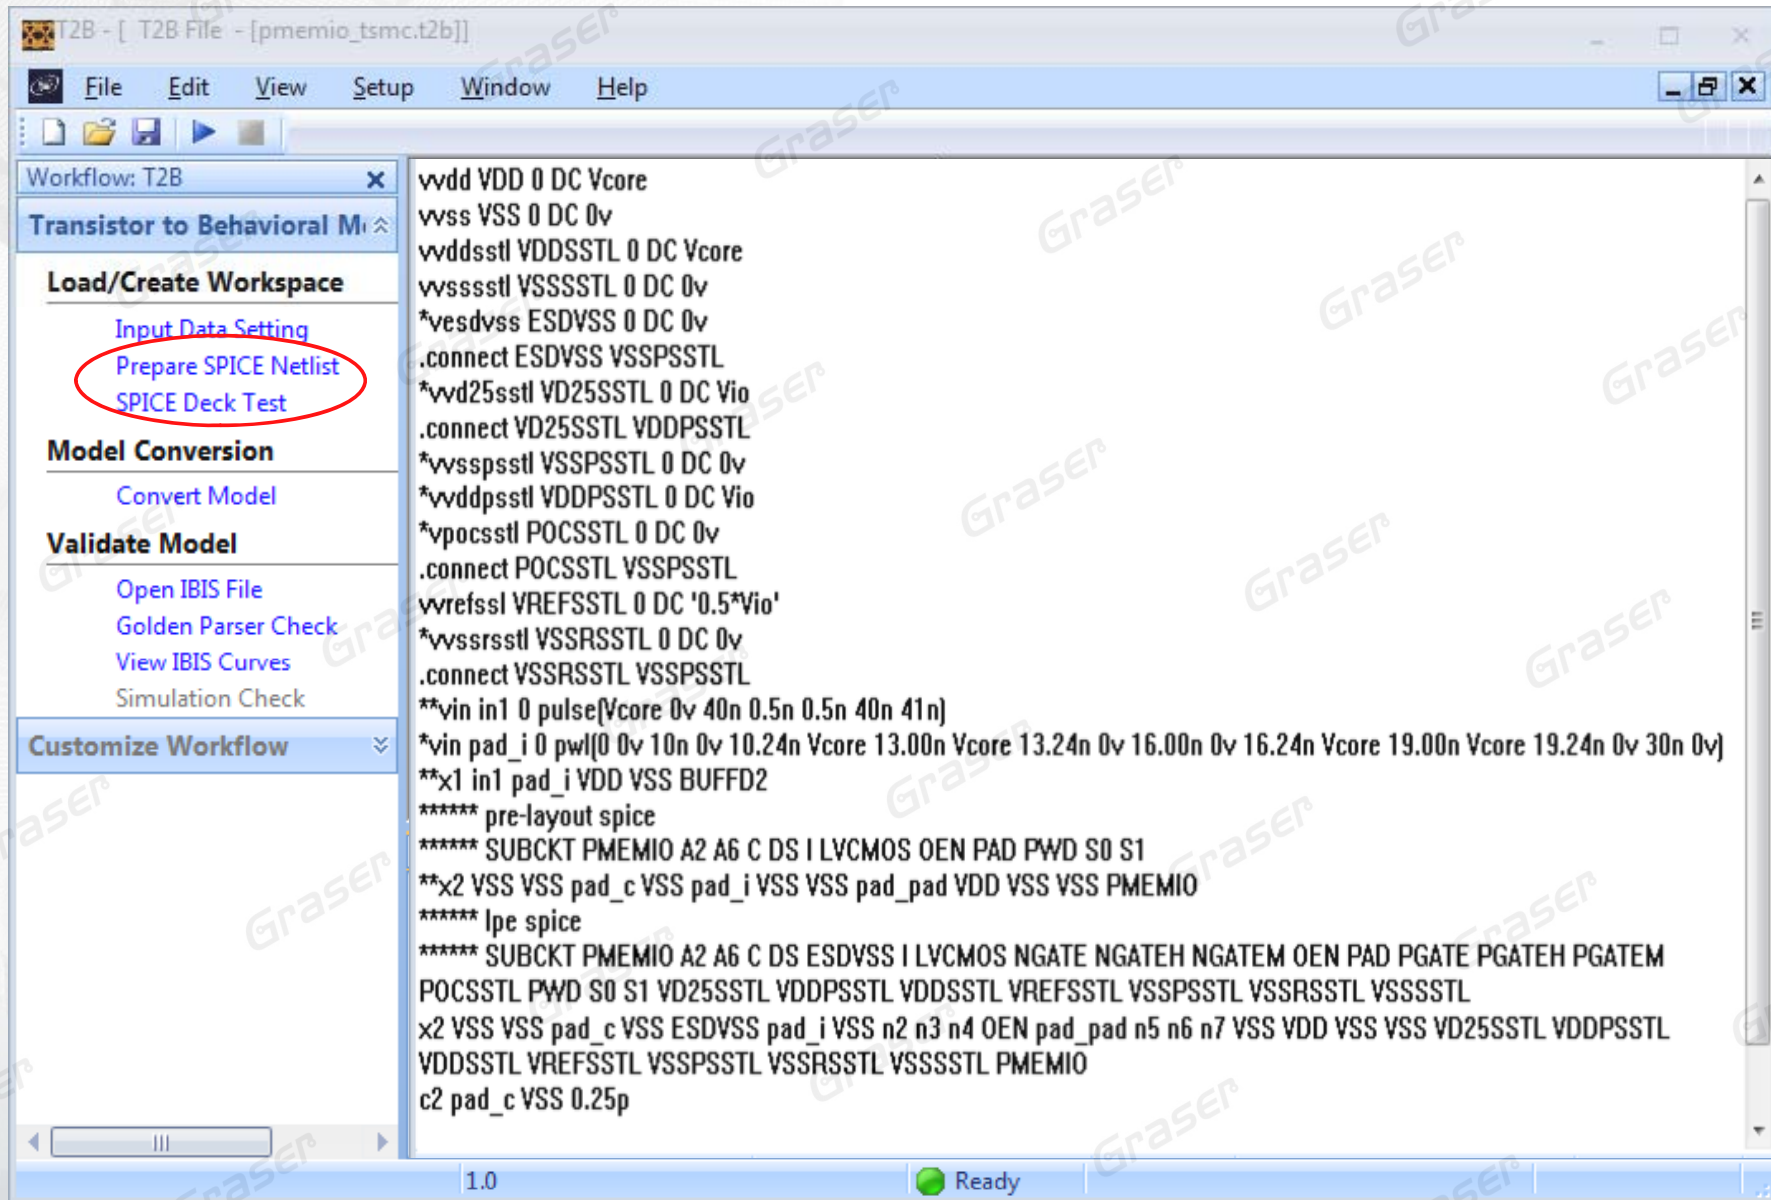 T2B - [ T2B File - [pmemio_tsmc.t2b]]
File Edit View Setup Window Help
Workflow: T2B
Transistor to Behavioral M
Load/Create Workspace
Input Data Setting
Prepare SPICE Netlist
SPICE Deck Test
Model Conversion
Convert Model
Validate Model
Open IBIS File
Golden Parser Check
View IBIS Curves
Simulation Check
Customize Workflow
vvdd VDD 0 DC Vcore
vvss VSS 0 DC 0v
vvddsstl VDDSSTL 0 DC Vcore
vvsssstl VSSSSTL 0 DC 0v
*vesdvss ESDVSS 0 DC 0v
.connect ESDVSS VSSPSSTL
*vvd25sstl VD25SSTL 0 DC Vio
.connect VD25SSTL VDDPSSTL
*vvsspsstl VSSPSSTL 0 DC 0v
*vvddpsstl VDDPSSTL 0 DC Vio
*vpocsstl POCSSTL 0 DC 0v
.connect POCSSTL VSSPSSTL
vvrefssl VREFSSTL 0 DC '0.5*Vio'
*vvssrsstl VSSRSSTL 0 DC 0v
.connect VSSRSSTL VSSPSSTL
**vin in1 0 pulse(Vcore 0v 40n 0.5n 0.5n 40n 41n)
*vin pad_i 0 pwl(0 0v 10n 0v 10.24n Vcore 13.00n Vcore 13.24n 0v 16.00n 0v 16.24n Vcore 19.00n Vcore 19.24n 0v 30n 0v)
**x1 in1 pad_i VDD VSS BUFFD2
****** pre-layout spice
****** SUBCKT PMEMIO A2 A6 C DS I LVCMOS OEN PAD PWD S0 S1
**x2 VSS VSS pad_c VSS pad_i VSS VSS pad_pad VDD VSS VSS PMEMIO
****** lpe spice
****** SUBCKT PMEMIO A2 A6 C DS ESDVSS I LVCMOS NGATE NGATEH NGATEM OEN PAD PGATE PGATEH PGATEM
POCSSTL PWD S0 S1 VD25SSTL VDDPSSTL VDDSSTL VREFSSTL VSSPSSTL VSSRSSTL VSSSSTL
x2 VSS VSS pad_c VSS ESDVSS pad_i VSS n2 n3 n4 OEN pad_pad n5 n6 n7 VSS VDD VSS VSS VD25SSTL VDDPSSTL
VDDSSTL VREFSSTL VSSPSSTL VSSRSSTL VSSSSTL PMEMIO
c2 pad_c VSS 0.25p
1.0
Ready
Graser